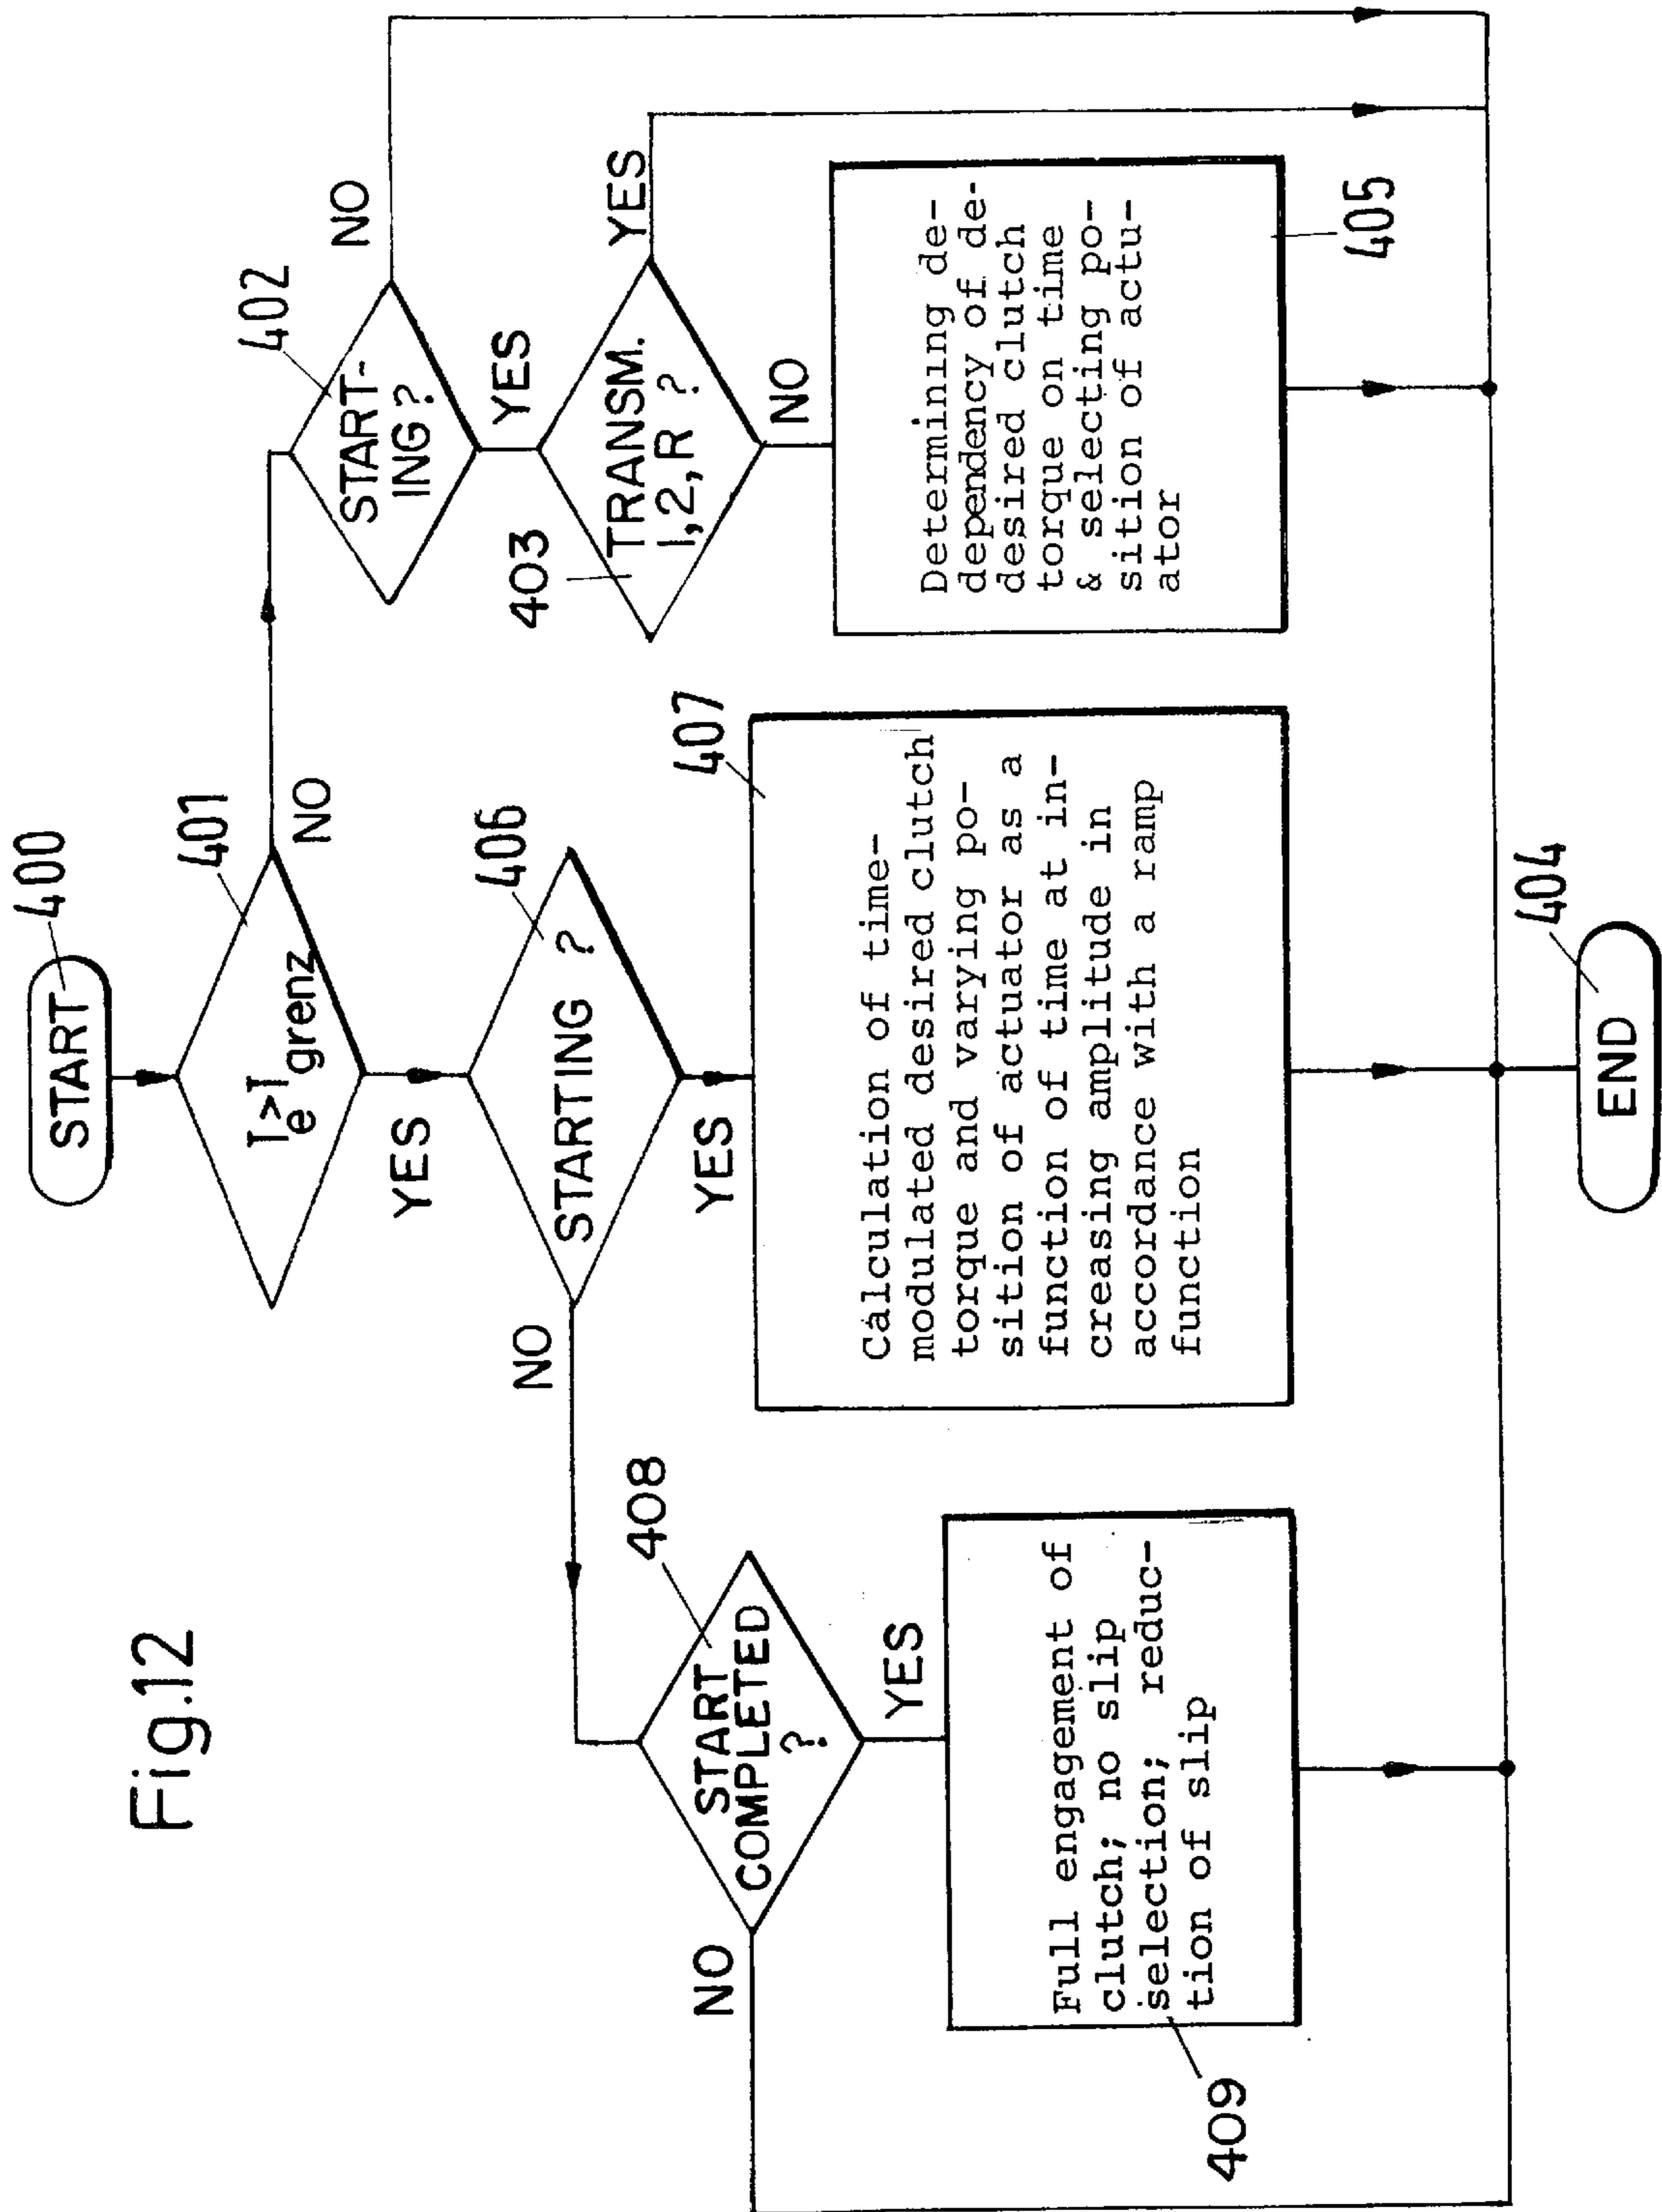 Fig.12
START
400
401
Te>Tgrenz
NO
YES
402
START-
ING ?
NO
YES
403
TRANSM.
1,2,R ?
YES
NO
Determining de-
dependency of de-
desired clutch
torque on time
& selecting po-
sition of actu-
ator
405
406
STARTING ?
NO
YES
407
Calculation of time-
modulated desired clutch
torque and varying po-
sition of actuator as a
function of time at in-
creasing amplitude in
accordance with a ramp
function
408
START
COMPLETED
?
NO
YES
Full engagement of
clutch; no slip
selection; reduc-
tion of slip
409
404
END